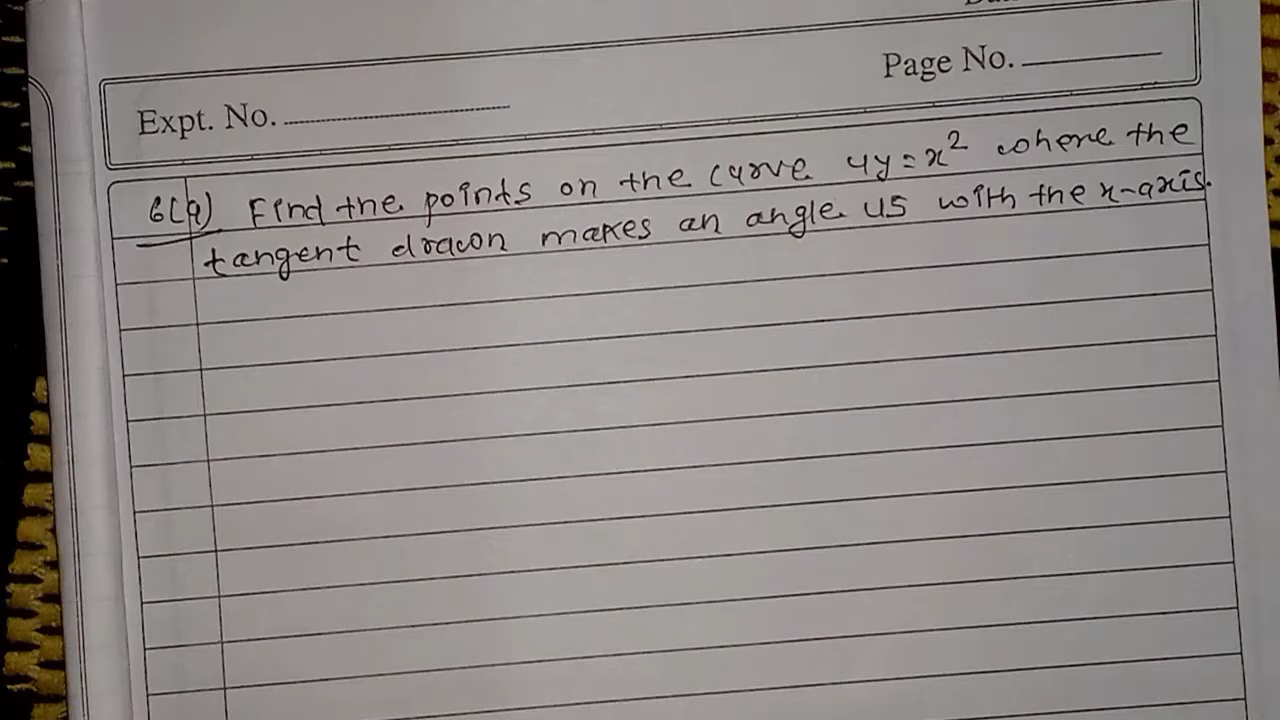 Page No.
Expt. No.
6(a) Find the points on the curve 4y = x² where the
tangent drawn makes an angle 45 with the x-axis.